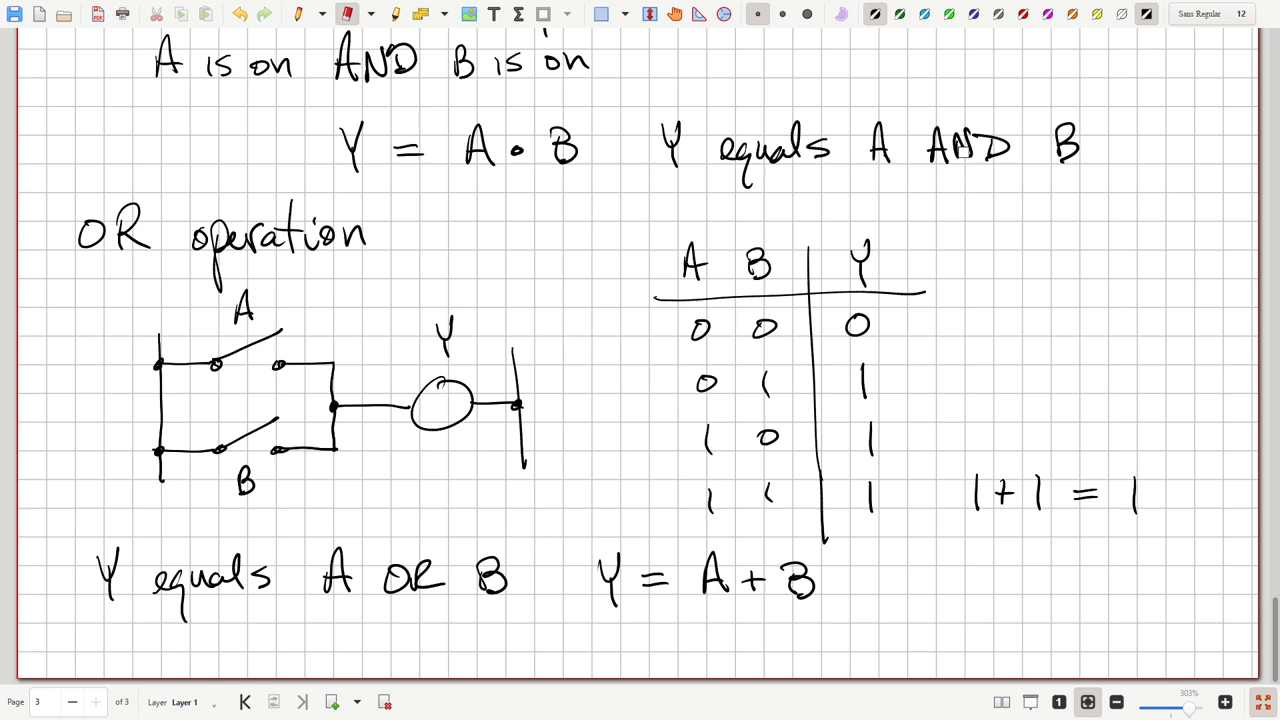 Sans Regular 12
A is on AND B is on
Y = A • B Y equals A AND B
OR operation
A B Y
0 0 0
0 1 1
1 0 1
1 1 1
1 + 1 = 1
A
Y
B
Y equals A OR B Y = A + B
Page 3 of 3 Layer Layer 1 303%